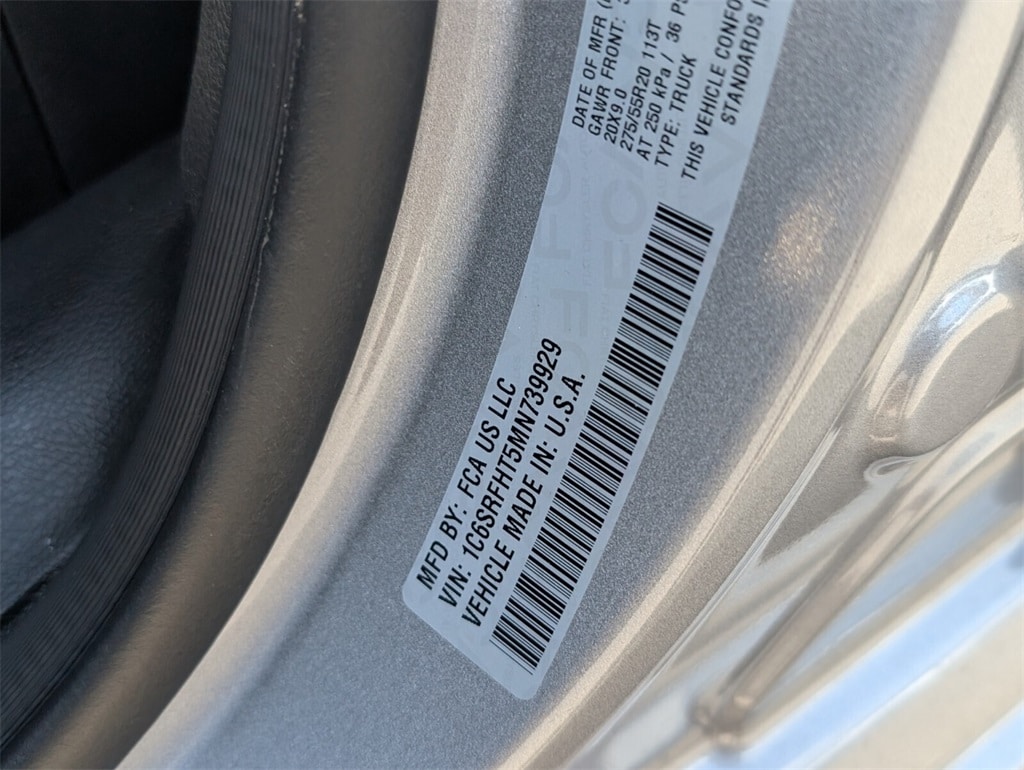 MFD BY: FCA US LLC
VIN: 1C6SRFHT5MN739929
VEHICLE MADE IN: U.S.A.
DATE OF MFR
GAWR FRONT:
20X9.0
275/55R20 113T
AT 250 kPa / 36
TYPE: TRUCK
THIS VEHICLE
STANDARDS